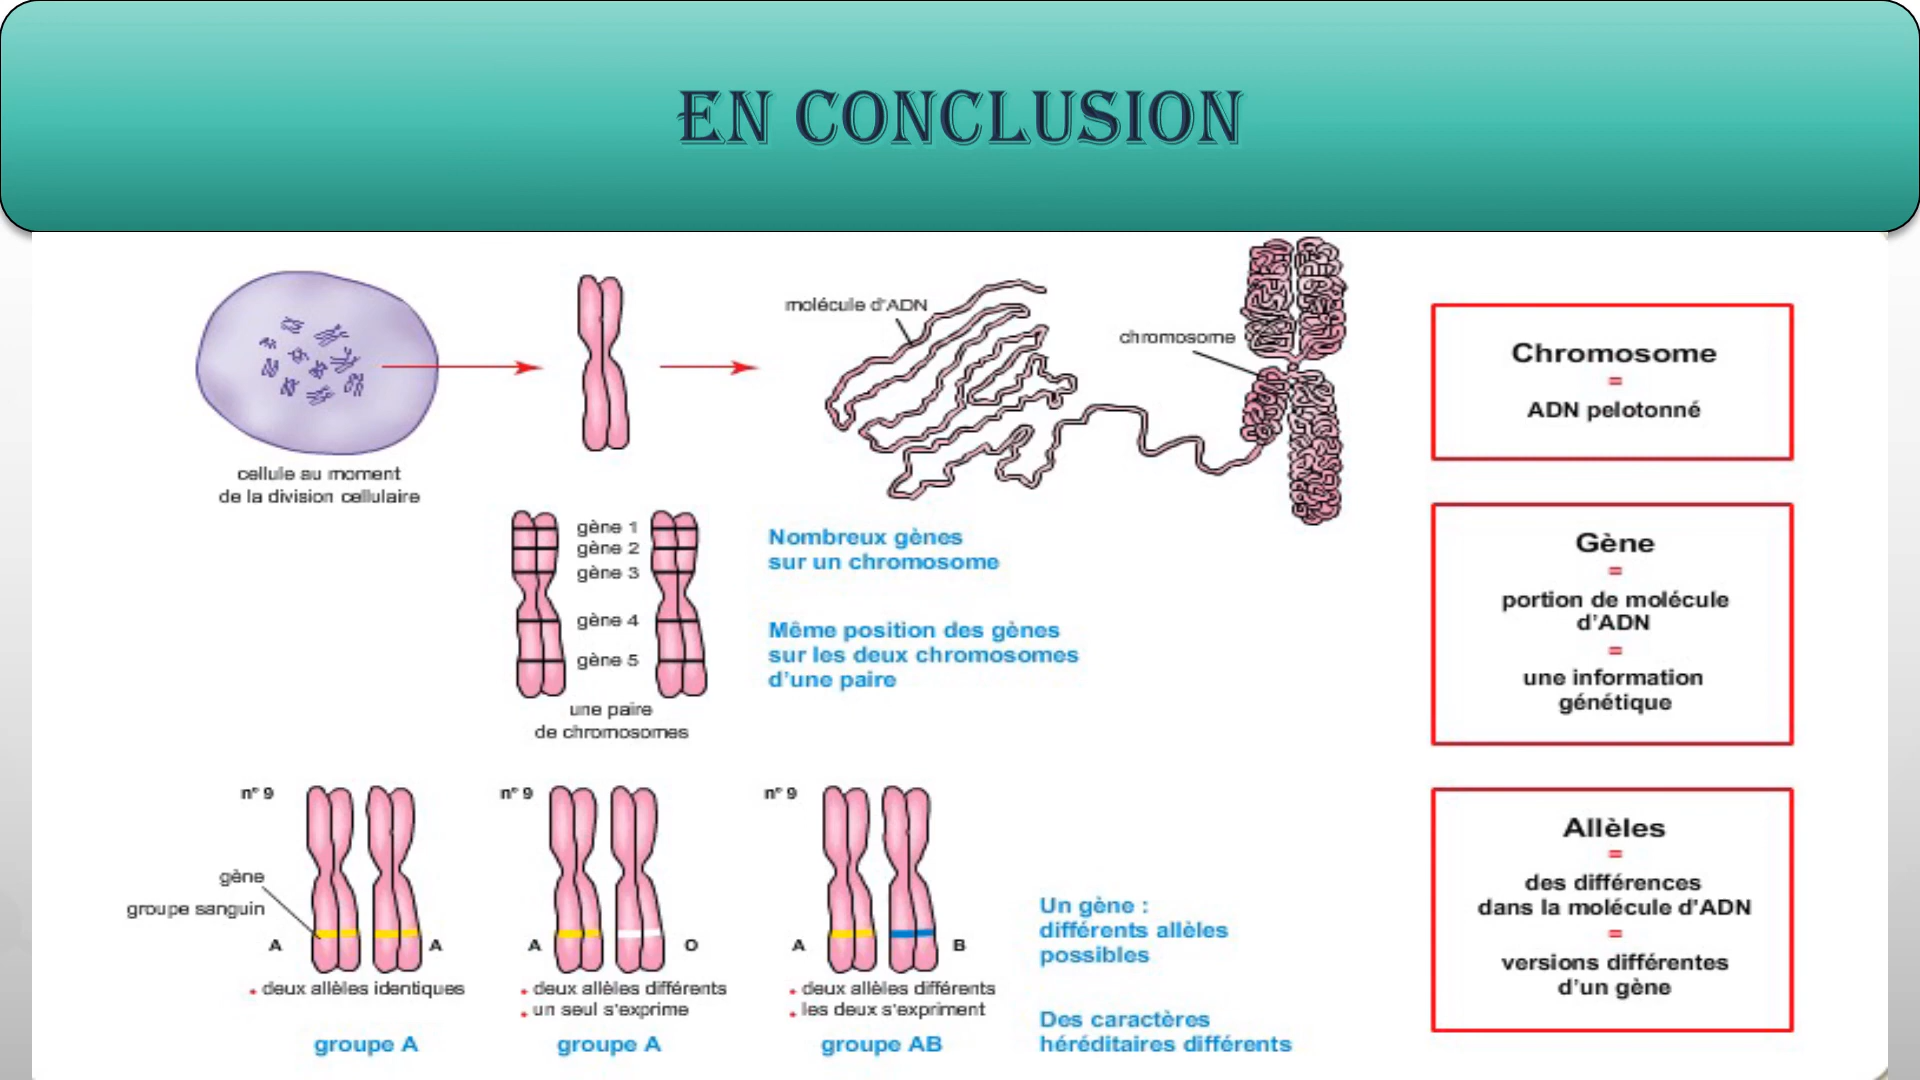 EN CONCLUSION
molécule d'ADN
chromosome
cellule au moment
de la division cellulaire
Chromosome
=
ADN pelotonné
gène 1
gène 2
gène 3
gène 4
gène 5
une paire
de chromosomes
Nombreux gènes
sur un chromosome
Même position des gènes
sur les deux chromosomes
d'une paire
Gène
=
portion de molécule
d'ADN
=
une information
génétique
n° 9
gène
groupe sanguin
A
A
• deux allèles identiques
groupe A
n° 9
A
O
• deux allèles différents
• un seul s'exprime
groupe A
n° 9
A
B
• deux allèles différents
• les deux s'expriment
groupe AB
Un gène :
différents allèles
possibles
Des caractères
héréditaires différents
Allèles
=
des différences
dans la molécule d'ADN
=
versions différentes
d'un gène